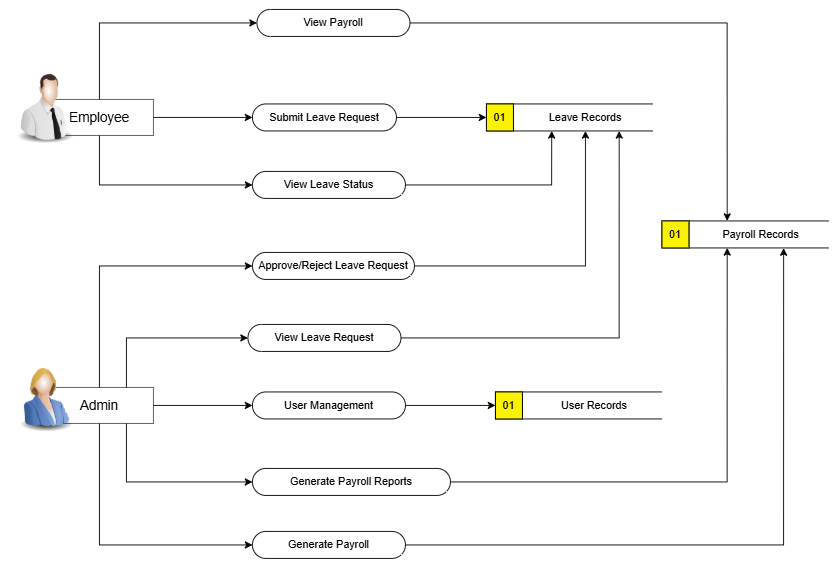 View Payroll
Employee
Submit Leave Request
01
Leave Records
View Leave Status
01
Payroll Records
Approve/Reject Leave Request
View Leave Request
Admin
User Management
01
User Records
Generate Payroll Reports
Generate Payroll